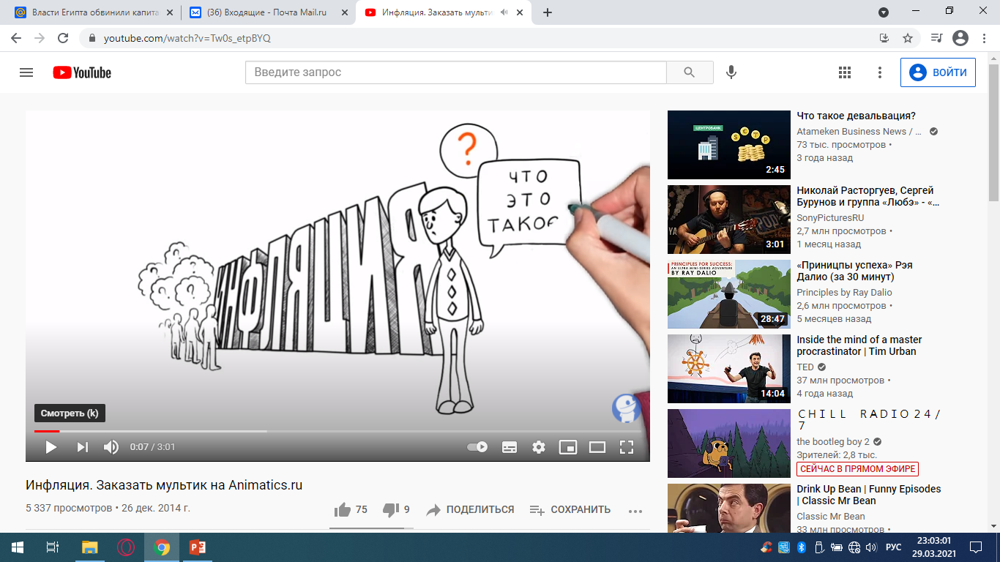 Власти Египта обвинили капита
(36) Входящие - Почта Mail.ru
Инфляция. Заказать мульти
youtube.com/watch?v=Tw0s_etpBYQ
YouTube
Введите запрос
ВОЙТИ
?
ЧТО
ЭТО
ТАКОЕ
ИНФЛЯЦИЯ
? ? ? ?
Смотреть (k)
0:07 / 3:01
Инфляция. Заказать мультик на Animatics.ru
5 337 просмотров • 26 дек. 2014 г.
75
9
ПОДЕЛИТЬСЯ
СОХРАНИТЬ
ЦЕНТРОБАНК
2:45
Что такое девальвация?
Atameken Business News / ...
73 тыс. просмотров •
3 года назад
3:01
Николай Расторгуев, Сергей
Бурунов и группа «Любэ» - «...
SonyPicturesRU
2,7 млн просмотров •
1 месяц назад
PRINCIPLES FOR SUCCESS:
AN ULTRA MINI-SERIES ADVENTURE
BY RAY DALIO
28:47
«Приницпы успеха» Рэя
Далио (за 30 минут)
Principles by Ray Dalio
2,6 млн просмотров •
5 месяцев назад
14:04
Inside the mind of a master
procrastinator | Tim Urban
TED
37 млн просмотров •
4 года назад
ＣＨＩＬＬ ＲＡＤＩＯ ２４ /
７
the bootleg boy 2
Зрителей: 2,8 тыс.
СЕЙЧАС В ПРЯМОМ ЭФИРЕ
Drink Up Bean | Funny Episodes
| Classic Mr Bean
Classic Mr Bean
33 млн просмотров •
РУС
23:03:01
29.03.2021